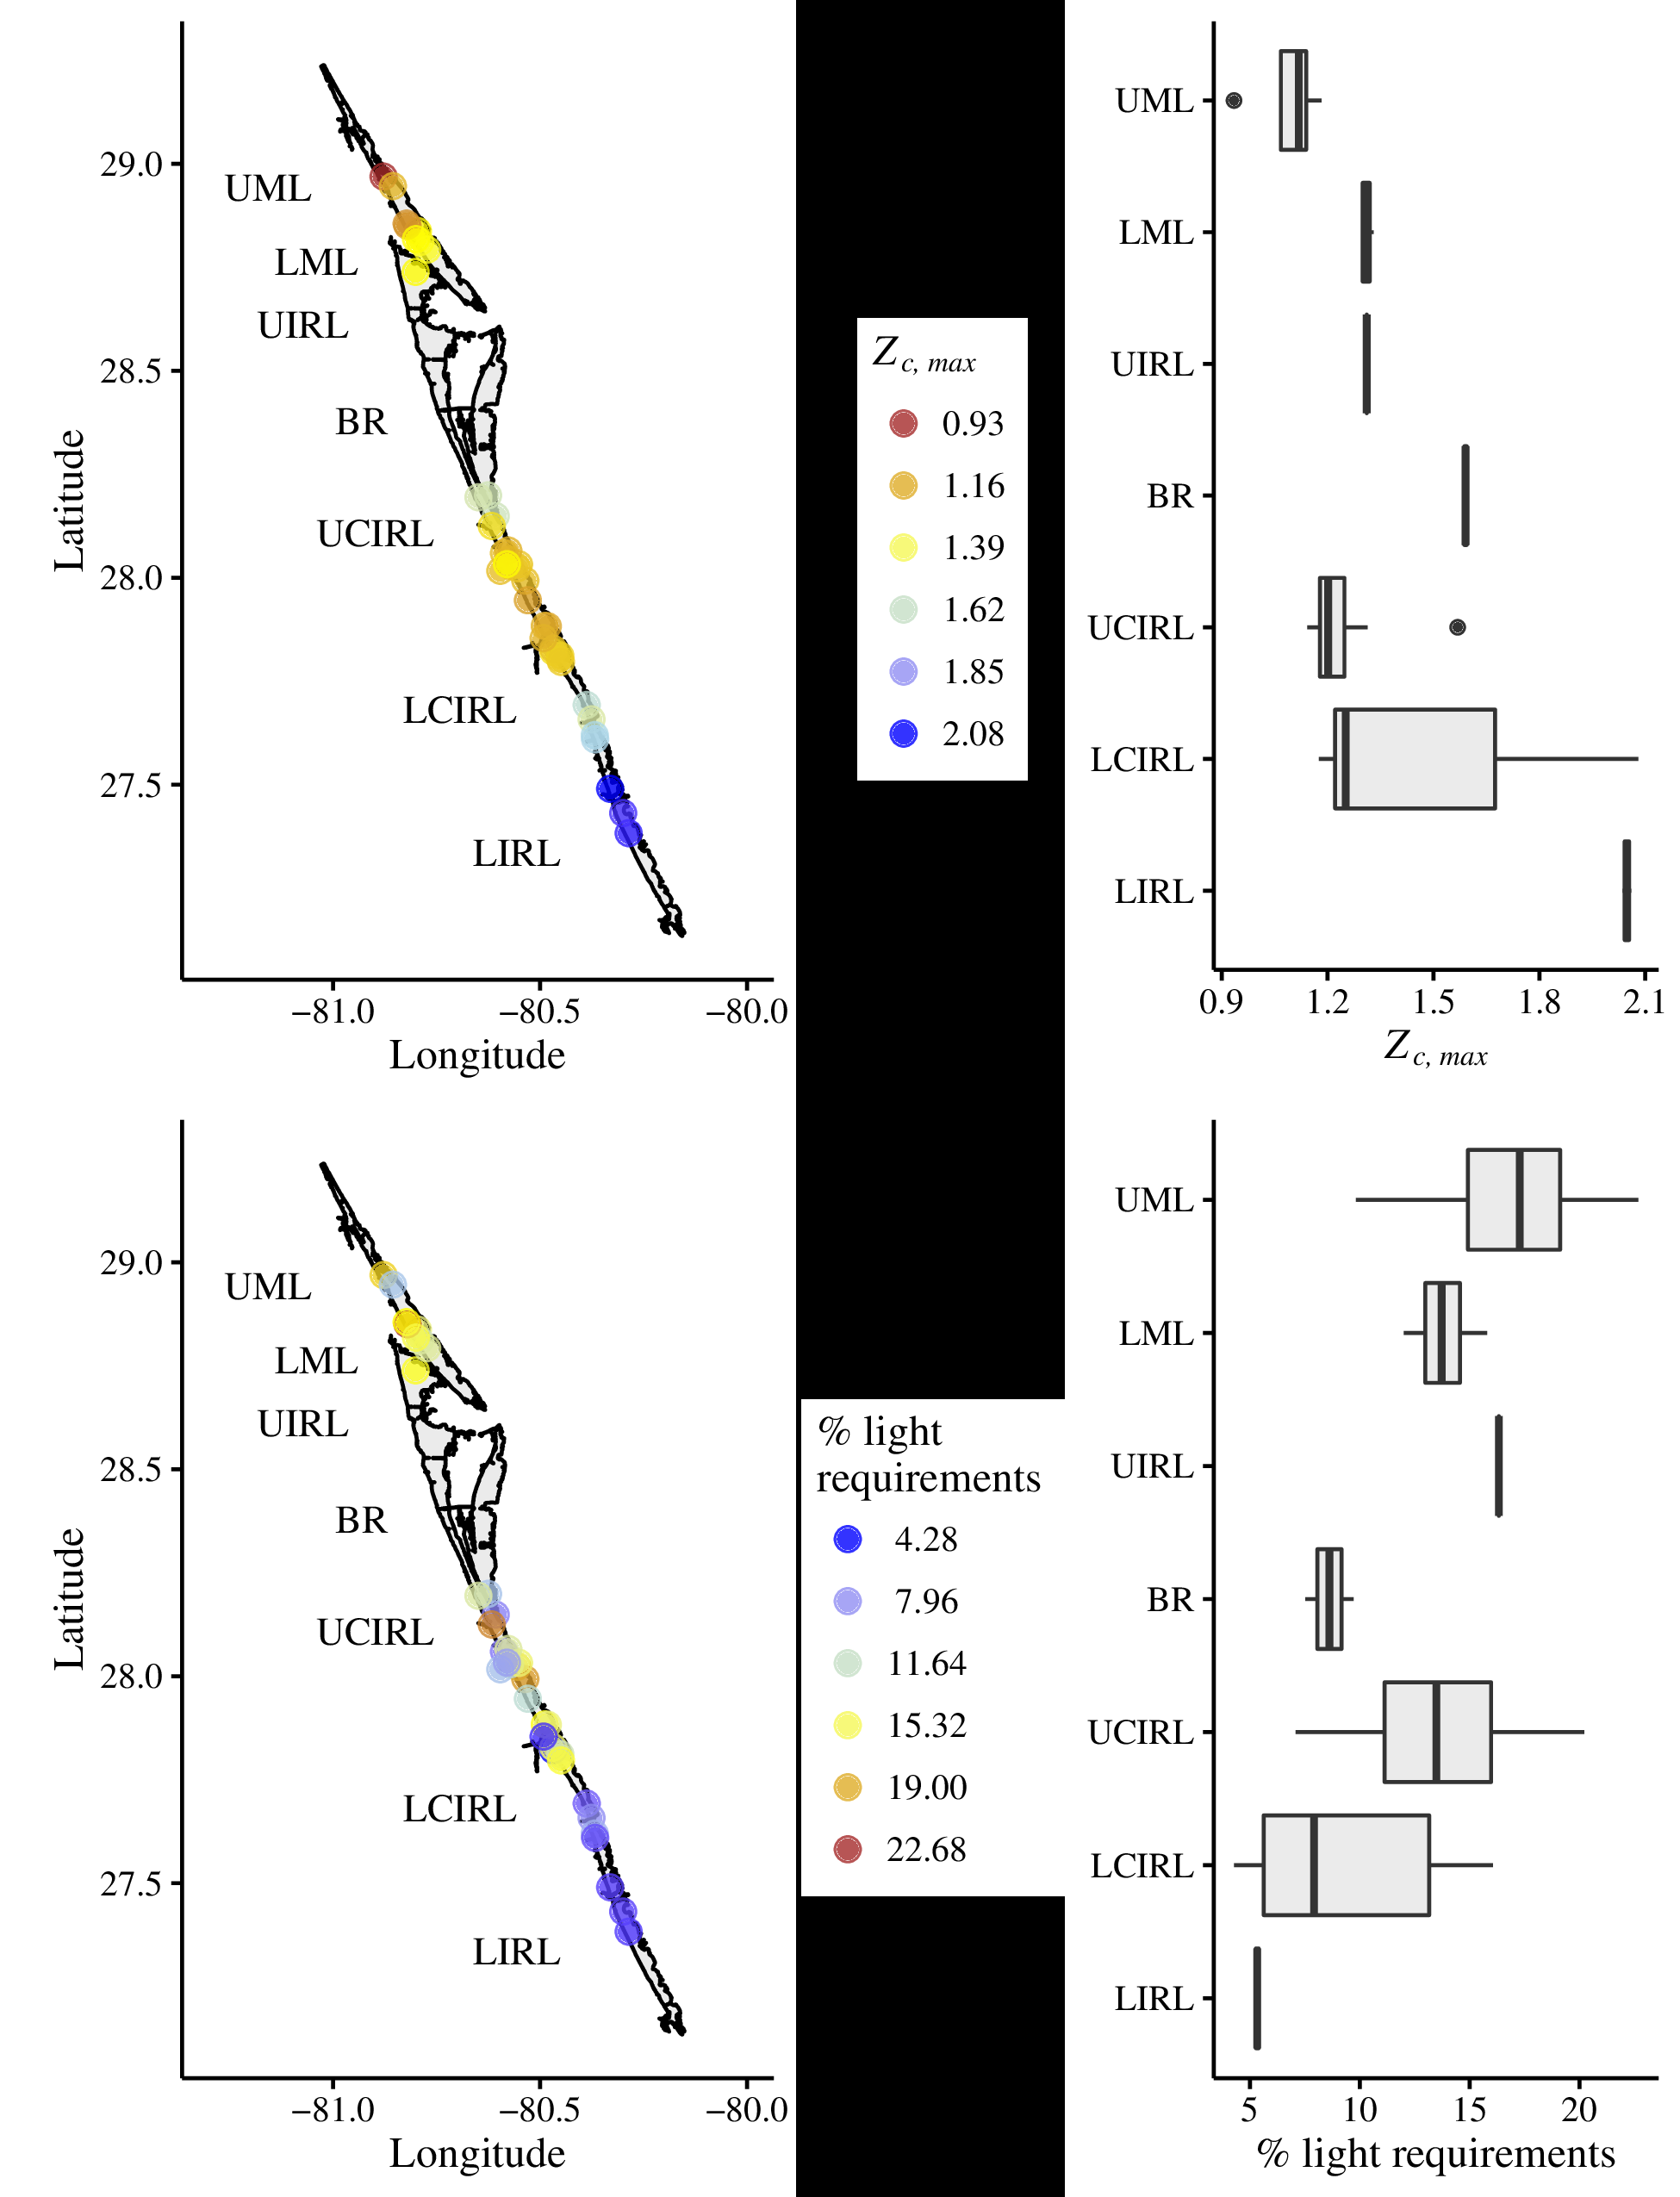 29.0
28.5
28.0
27.5
Latitude
UML
LML
UIRL
BR
UCIRL
LCIRL
LIRL
−81.0 −80.5 −80.0
Longitude
Zc, max
0.93
1.16
1.39
1.62
1.85
2.08
UML
LML
UIRL
BR
UCIRL
LCIRL
LIRL
0.9 1.2 1.5 1.8 2.1
Zc, max
29.0
28.5
28.0
27.5
Latitude
UML
LML
UIRL
BR
UCIRL
LCIRL
LIRL
−81.0 −80.5 −80.0
Longitude
% light
requirements
4.28
7.96
11.64
15.32
19.00
22.68
UML
LML
UIRL
BR
UCIRL
LCIRL
LIRL
5 10 15 20
% light requirements